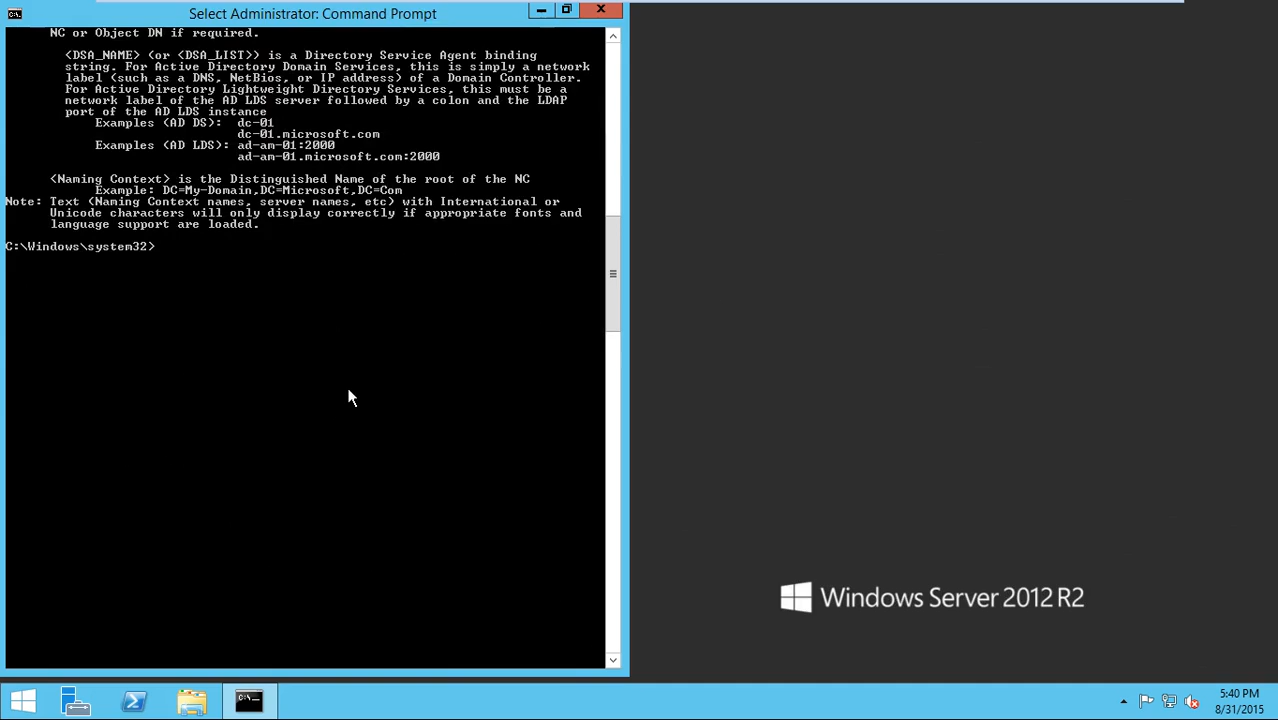 Select Administrator: Command Prompt
NC or Object DN if required.
<DSA_NAME> (or <DSA_LIST>) is a Directory Service Agent binding
string. For Active Directory Domain Services, this is simply a network
label (such as a DNS, NetBios, or IP address) of a Domain Controller.
For Active Directory Lightweight Directory Services, this must be a
network label of the AD LDS server followed by a colon and the LDAP
port of the AD LDS instance
Examples (AD DS):  dc-01
dc-01.microsoft.com
Examples (AD LDS): ad-am-01:2000
ad-am-01.microsoft.com:2000
<Naming Context> is the Distinguished Name of the root of the NC
Example: DC=My-Domain,DC=Microsoft,DC=Com
Note: Text (Naming Context names, server names, etc) with International or
Unicode characters will only display correctly if appropriate fonts and
language support are loaded.
C:\Windows\system32>
Windows Server 2012 R2
5:40 PM
8/31/2015